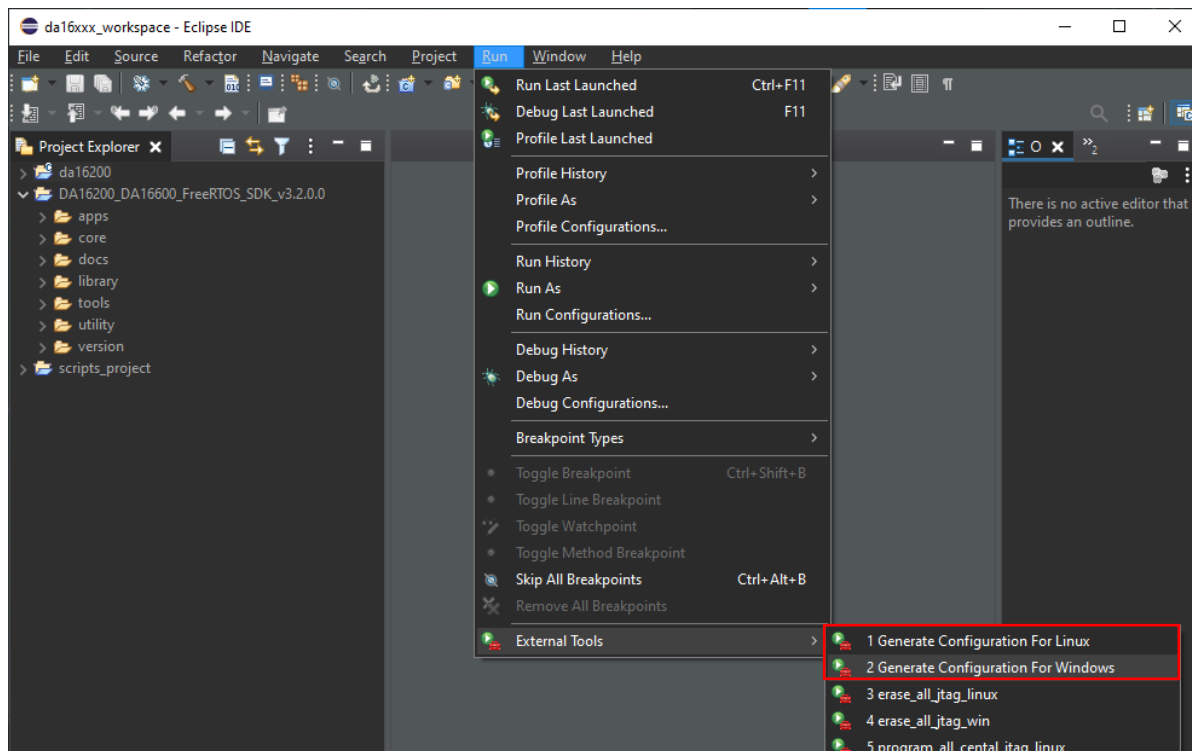 da16xxx_workspace - Eclipse IDE
File Edit Source Refactor Navigate Search Project Run Window Help
Project Explorer
da16200
DA16200_DA16600_FreeRTOS_SDK_v3.2.0.0
apps
core
docs
library
tools
utility
version
scripts_project
Run Last Launched Ctrl+F11
Debug Last Launched F11
Profile Last Launched
Profile History
Profile As
Profile Configurations...
Run History
Run As
Run Configurations...
Debug History
Debug As
Debug Configurations...
Breakpoint Types
Toggle Breakpoint Ctrl+Shift+B
Toggle Line Breakpoint
Toggle Watchpoint
Toggle Method Breakpoint
Skip All Breakpoints Ctrl+Alt+B
Remove All Breakpoints
External Tools
1 Generate Configuration For Linux
2 Generate Configuration For Windows
3 erase_all_jtag_linux
4 erase_all_jtag_win
5 program_all_cental_jtag_linux
O
2
There is no active editor that
provides an outline.